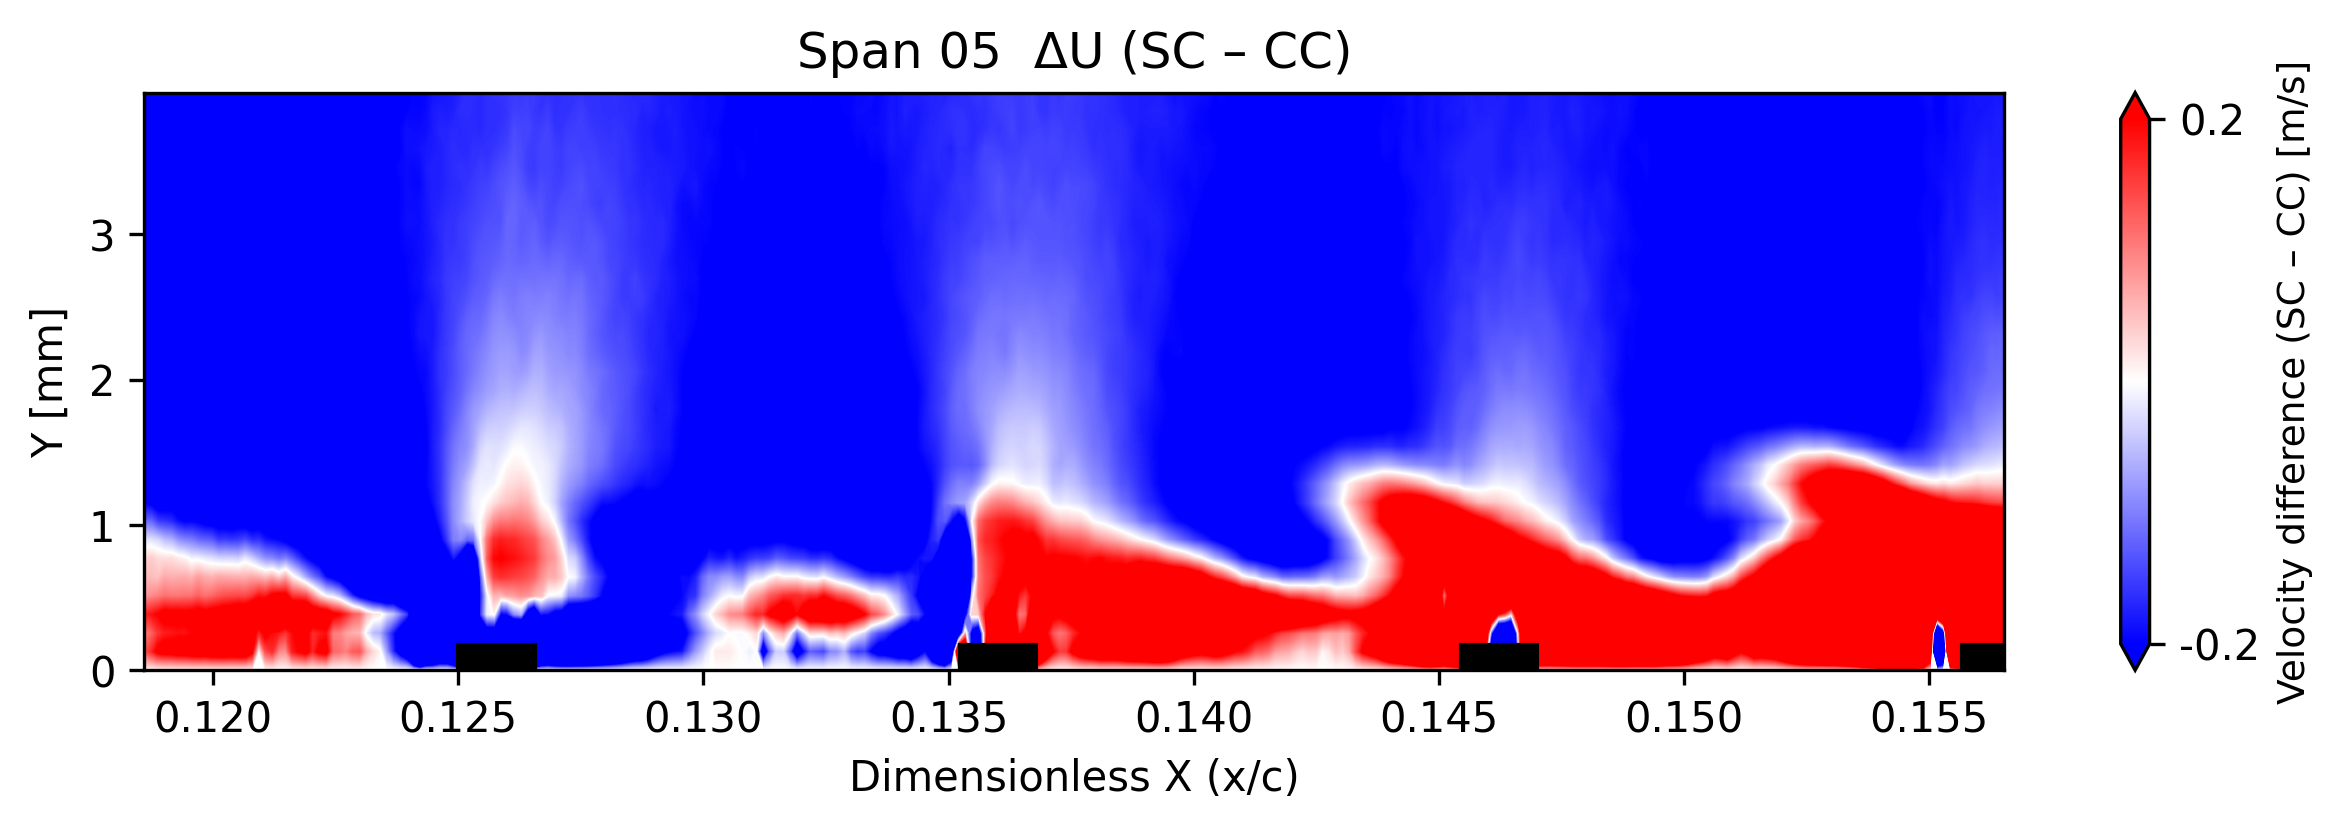 Span 05  ΔU (SC – CC)
Y [mm]
3
2
1
0
0.120 0.125 0.130 0.135 0.140 0.145 0.150 0.155
Dimensionless X (x/c)
0.2
-0.2
Velocity difference (SC – CC) [m/s]